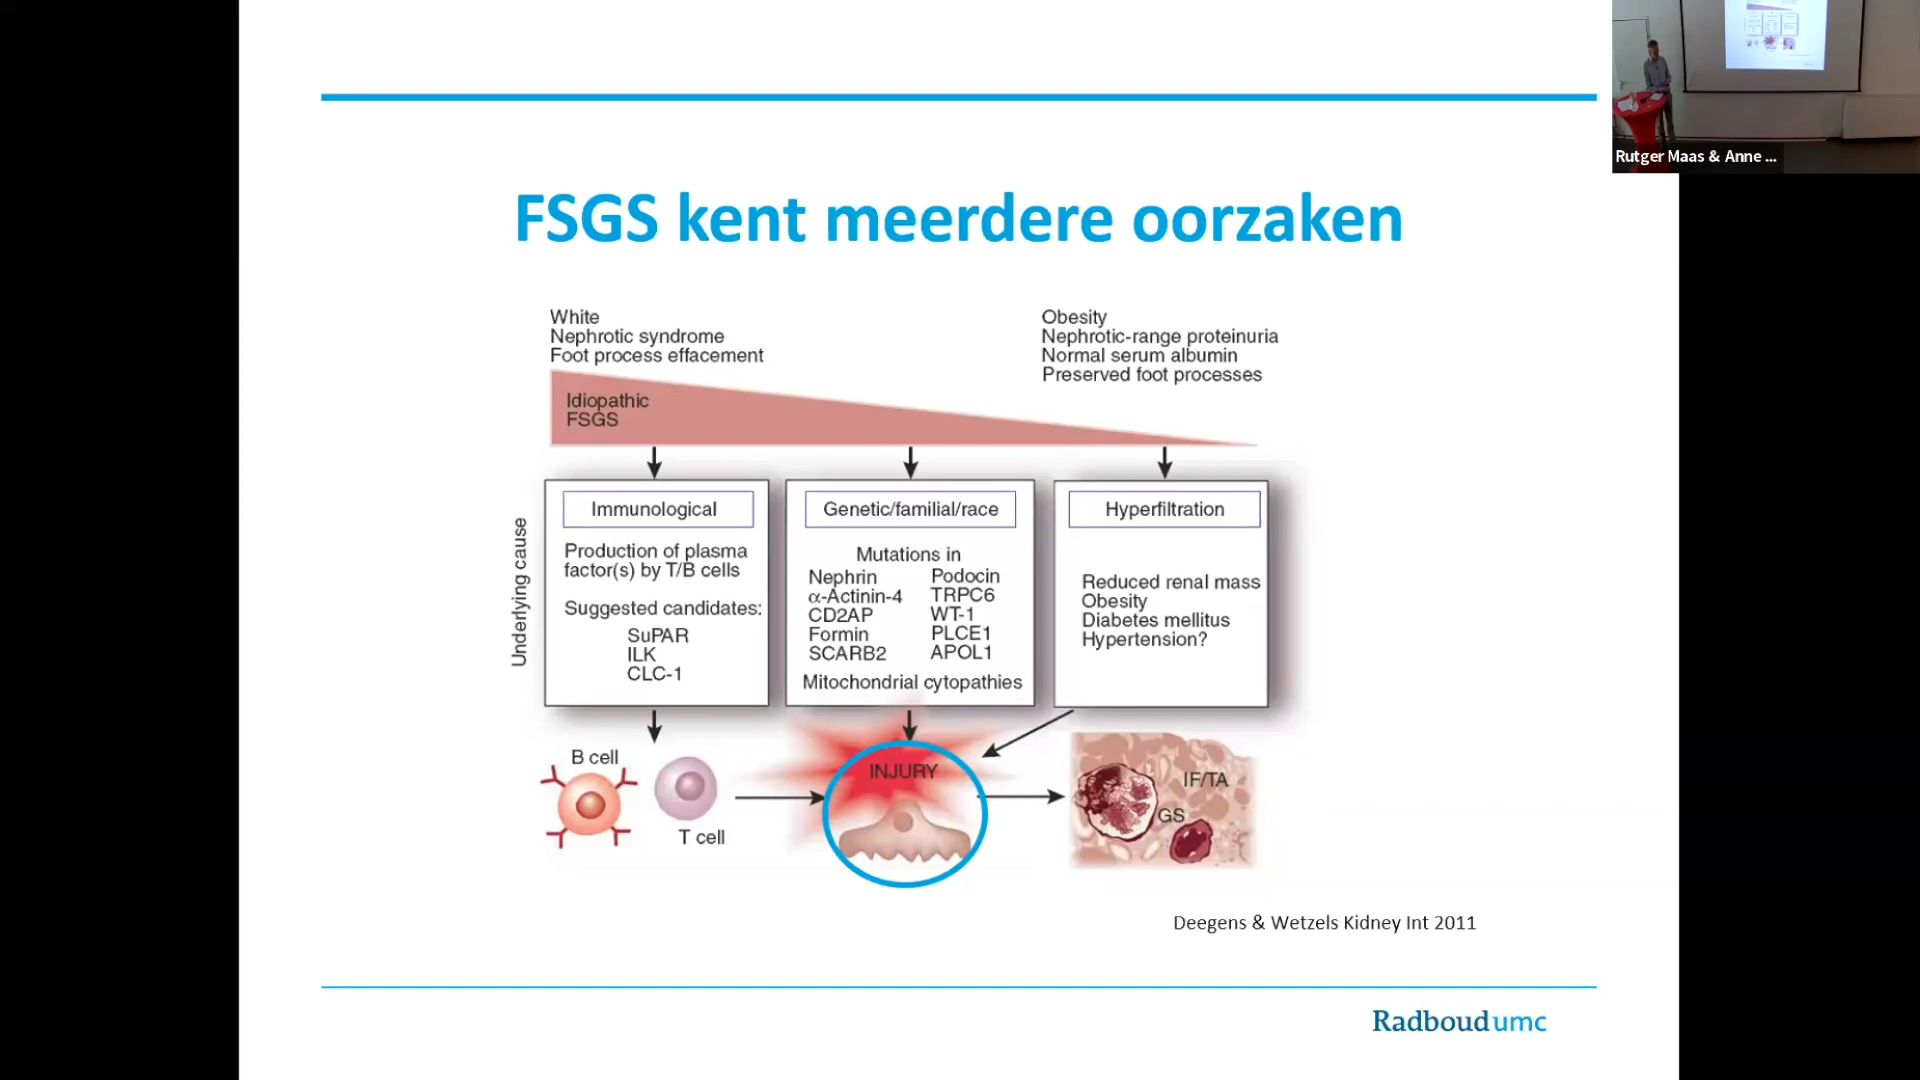 Rutger Maas & Anne ...
FSGS kent meerdere oorzaken
White
Nephrotic syndrome
Foot process effacement
Obesity
Nephrotic-range proteinuria
Normal serum albumin
Preserved foot processes
Idiopathic
FSGS
Underlying cause
Immunological
Production of plasma
factor(s) by T/B cells
Suggested candidates:
SuPAR
ILK
CLC-1
Genetic/familial/race
Mutations in
Nephrin Podocin
α-Actinin-4 TRPC6
CD2AP WT-1
Formin PLCE1
SCARB2 APOL1
Mitochondrial cytopathies
Hyperfiltration
Reduced renal mass
Obesity
Diabetes mellitus
Hypertension?
B cell
T cell
INJURY
IF/TA
GS
Deegens & Wetzels Kidney Int 2011
Radboudumc